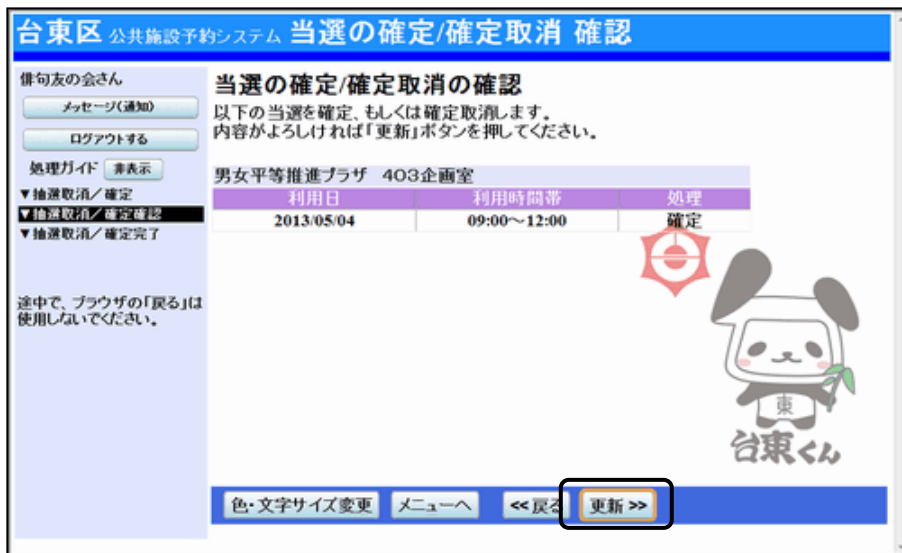 台東区 公共施設予約システム 当選の確定/確定取消 確認
俳句友の会さん
メッセージ(通知)
ログアウトする
処理ガイド 非表示
▼抽選取消/確定
▼抽選取消/確定確認
▼抽選取消/確定完了
途中で、ブラウザの「戻る」は
使用しないでください。
当選の確定/確定取消の確認
以下の当選を確定、もしくは確定取消します。
内容がよろしければ「更新」ボタンを押してください。
男女平等推進プラザ 403企画室
利用日 利用時間帯 処理
2013/05/04 09:00～12:00 確定
東
台東くん
色・文字サイズ変更 メニューへ <<戻る 更新>>